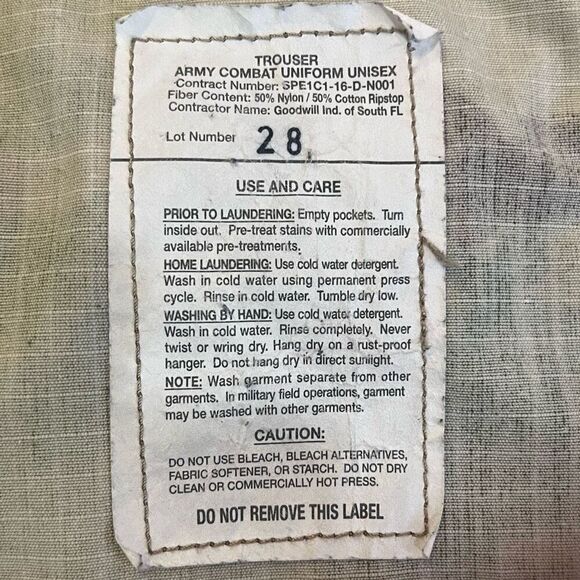 TROUSER
ARMY COMBAT UNIFORM UNISEX
Contract Number: SPE1C1-16-D-N001
Fiber Content: 50% Nylon / 50% Cotton Ripstop
Contractor Name: Goodwill Ind. of South FL
Lot Number 28
USE AND CARE
PRIOR TO LAUNDERING: Empty pockets. Turn
inside out. Pre-treat stains with commercially
available pre-treatments.
HOME LAUNDERING: Use cold water detergent.
Wash in cold water using permanent press
cycle. Rinse in cold water. Tumble dry low.
WASHING BY HAND: Use cold water detergent.
Wash in cold water. Rinse completely. Never
twist or wring dry. Hang dry on a rust-proof
hanger. Do not hang dry in direct sunlight.
NOTE: Wash garment separate from other
garments. In military field operations, garment
may be washed with other garments.
CAUTION:
DO NOT USE BLEACH, BLEACH ALTERNATIVES,
FABRIC SOFTENER, OR STARCH. DO NOT DRY
CLEAN OR COMMERCIALLY HOT PRESS.
DO NOT REMOVE THIS LABEL